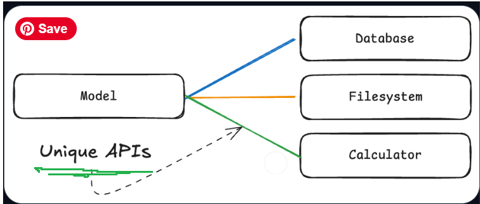 Save
Database
Model
Filesystem
Unique APIs
Calculator